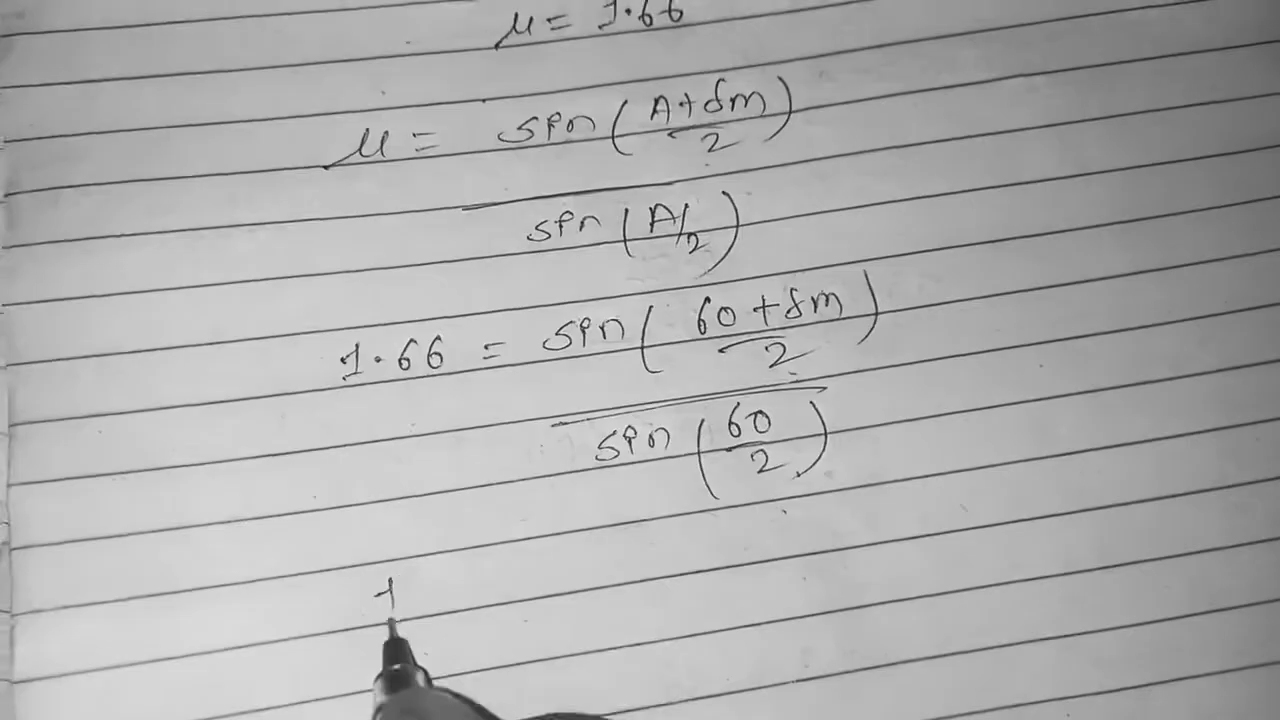 μ = 1.66
μ = sin(A+δm/2)
sin(A/2)
1.66 = sin(60+δm/2)
sin(60/2)
1